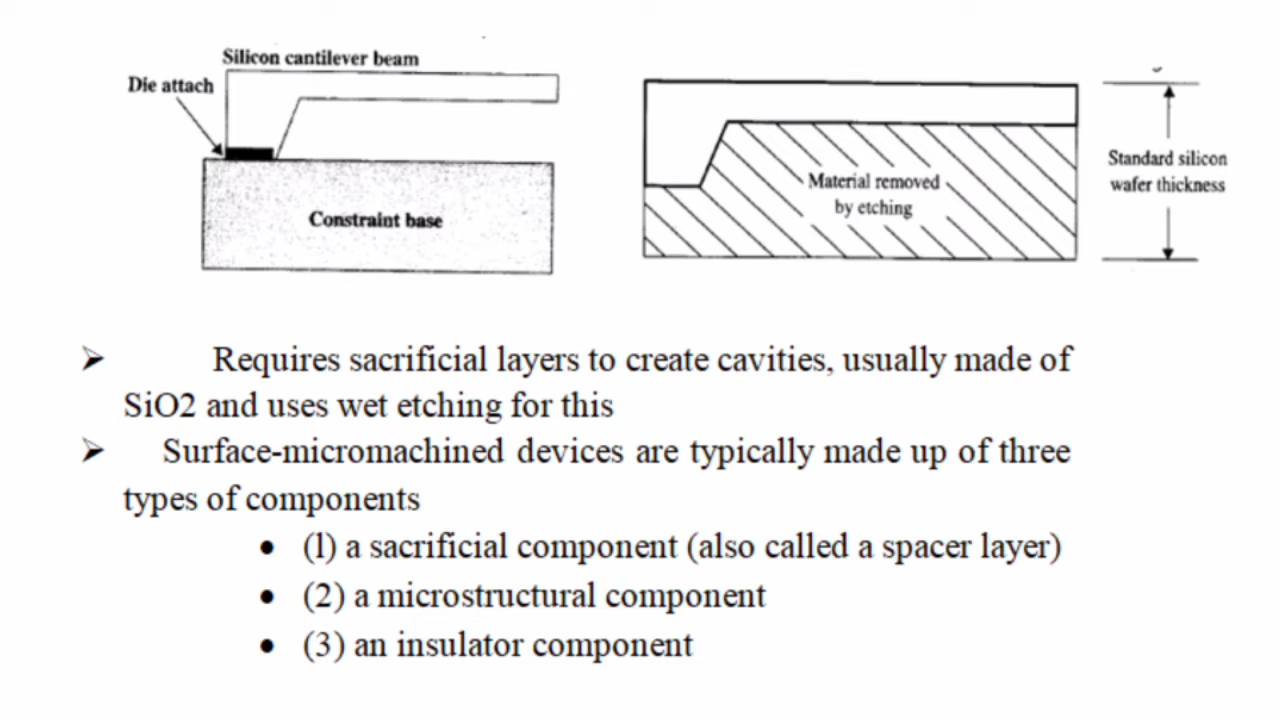 Silicon cantilever beam
Die attach
Constraint base
Material removed
by etching
Standard silicon
wafer thickness
➤ Requires sacrificial layers to create cavities, usually made of
SiO2 and uses wet etching for this
➤ Surface-micromachined devices are typically made up of three
types of components
• (l) a sacrificial component (also called a spacer layer)
• (2) a microstructural component
• (3) an insulator component